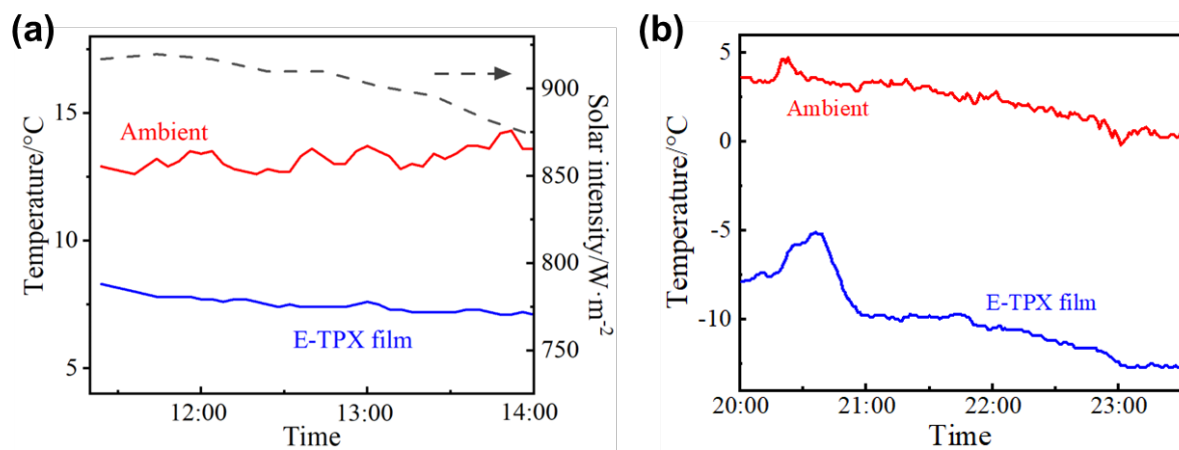 (a)
Temperature/°C
15
10
5
Ambient
E-TPX film
900
850
800
750
Solar intensity/W·m-2
12:00
13:00
14:00
Time
(b)
Temperature/°C
5
0
-5
-10
Ambient
E-TPX film
20:00
21:00
22:00
23:00
Time